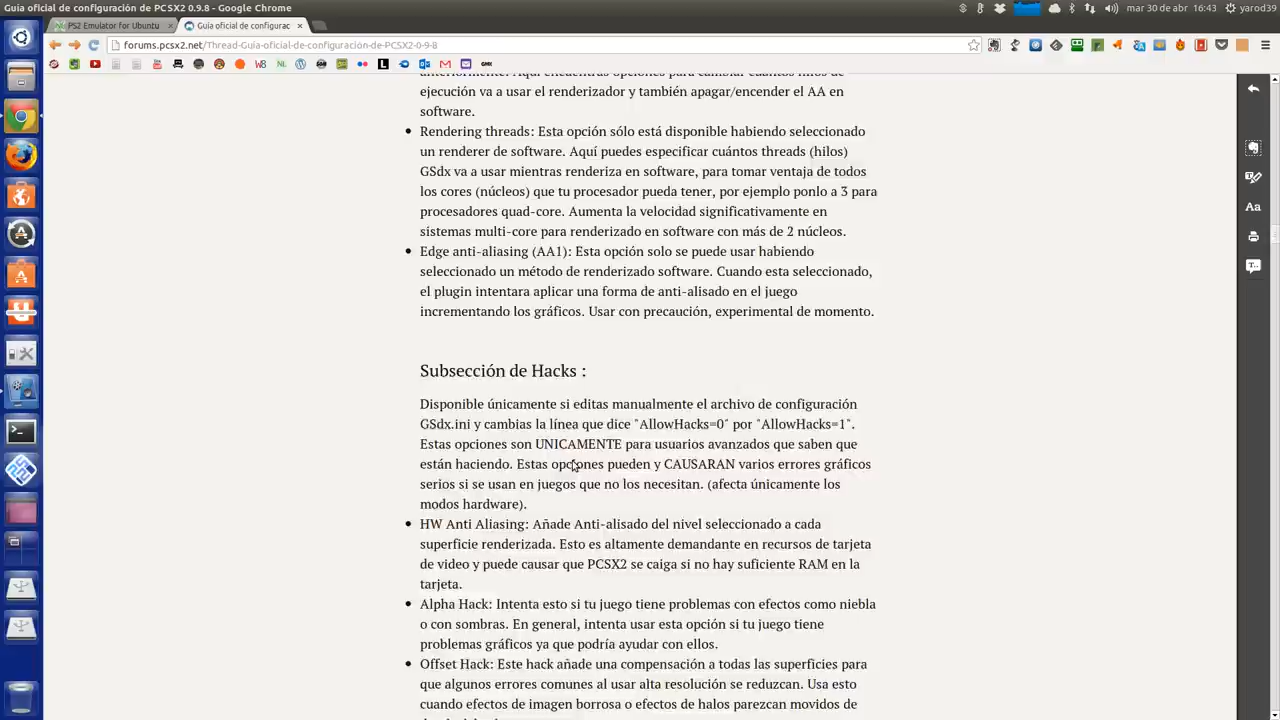 Guía oficial de configuración de PCSX2 0.9.8 - Google Chrome
mar 30 de abr
16:43
yarod39
PS2 Emulator for Ubuntu
Guía oficial de configurac
forums.pcsx2.net/Thread-Guía-oficial-de-configuración-de-PCSX2-0-9-8
anteriormente. Aquí encuentras opciones para cambiar cuántos hilos de
ejecución va a usar el renderizador y también apagar/encender el AA en
software.
Rendering threads: Esta opción sólo está disponible habiendo seleccionado
un renderer de software. Aquí puedes especificar cuántos threads (hilos)
GSdx va a usar mientras renderiza en software, para tomar ventaja de todos
los cores (núcleos) que tu procesador pueda tener, por ejemplo ponlo a 3 para
procesadores quad-core. Aumenta la velocidad significativamente en
sistemas multi-core para renderizado en software con más de 2 núcleos.
Edge anti-aliasing (AA1): Esta opción solo se puede usar habiendo
seleccionado un método de renderizado software. Cuando esta seleccionado,
el plugin intentara aplicar una forma de anti-alisado en el juego
incrementando los gráficos. Usar con precaución, experimental de momento.
Subsección de Hacks :
Disponible únicamente si editas manualmente el archivo de configuración
GSdx.ini y cambias la línea que dice "AllowHacks=0" por "AllowHacks=1".
Estas opciones son UNICAMENTE para usuarios avanzados que saben que
están haciendo. Estas opciones pueden y CAUSARAN varios errores gráficos
serios si se usan en juegos que no los necesitan. (afecta únicamente los
modos hardware).
HW Anti Aliasing: Añade Anti-alisado del nivel seleccionado a cada
superficie renderizada. Esto es altamente demandante en recursos de tarjeta
de video y puede causar que PCSX2 se caiga si no hay suficiente RAM en la
tarjeta.
Alpha Hack: Intenta esto si tu juego tiene problemas con efectos como niebla
o con sombras. En general, intenta usar esta opción si tu juego tiene
problemas gráficos ya que podría ayudar con ellos.
Offset Hack: Este hack añade una compensación a todas las superficies para
que algunos errores comunes al usar alta resolución se reduzcan. Usa esto
cuando efectos de imagen borrosa o efectos de halos parezcan movidos de